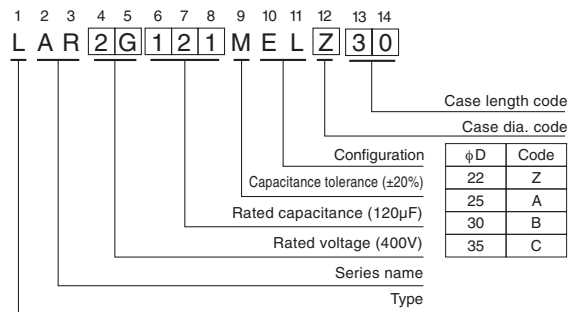 1 2 3 4 5 6 7 8 9 10 11 12 13 14
L A R 2 G 1 2 1 M E L Z 3 0
Case length code
Case dia. code
Configuration
Capacitance tolerance (±20%)
Rated capacitance (120µF)
Rated voltage (400V)
Series name
Type
ϕD Code
22 Z
25 A
30 B
35 C